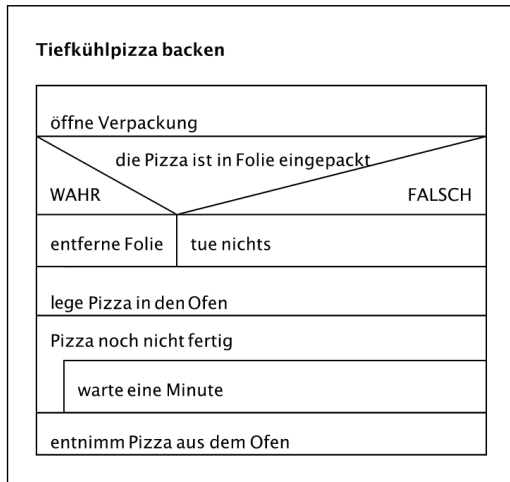 Tiefkühlpizza backen
öffne Verpackung
die Pizza ist in Folie eingepackt
WAHR FALSCH
entferne Folie tue nichts
lege Pizza in den Ofen
Pizza noch nicht fertig
warte eine Minute
entnimm Pizza aus dem Ofen